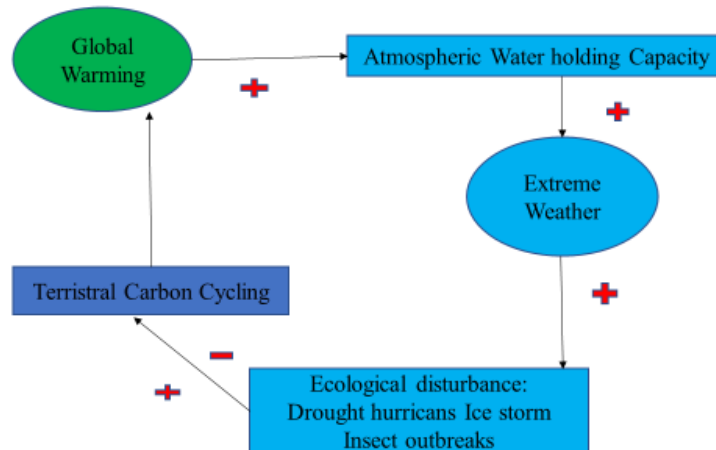 Global
Warming
+
Atmospheric Water holding Capacity
+
Extreme
Weather
+
Terristral Carbon Cycling
−
+
Ecological disturbance:
Drought hurricans Ice storm
Insect outbreaks